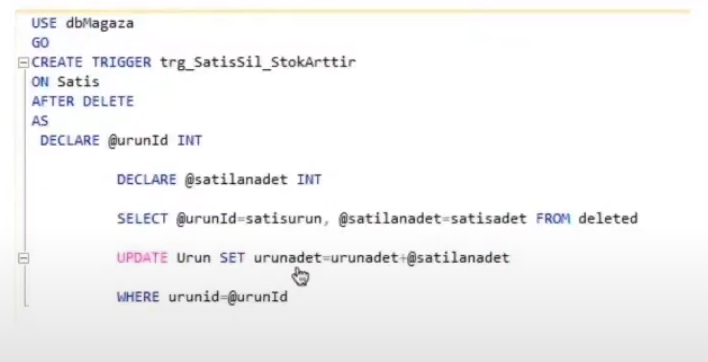 USE dbMagaza
GO
CREATE TRIGGER trg_SatisSil_StokArttir
ON Satis
AFTER DELETE
AS
DECLARE @urunId INT
DECLARE @satilanadet INT
SELECT @urunId=satisurun, @satilanadet=satisadet FROM deleted
UPDATE Urun SET urunadet=urunadet+@satilanadet
WHERE urunid=@urunId